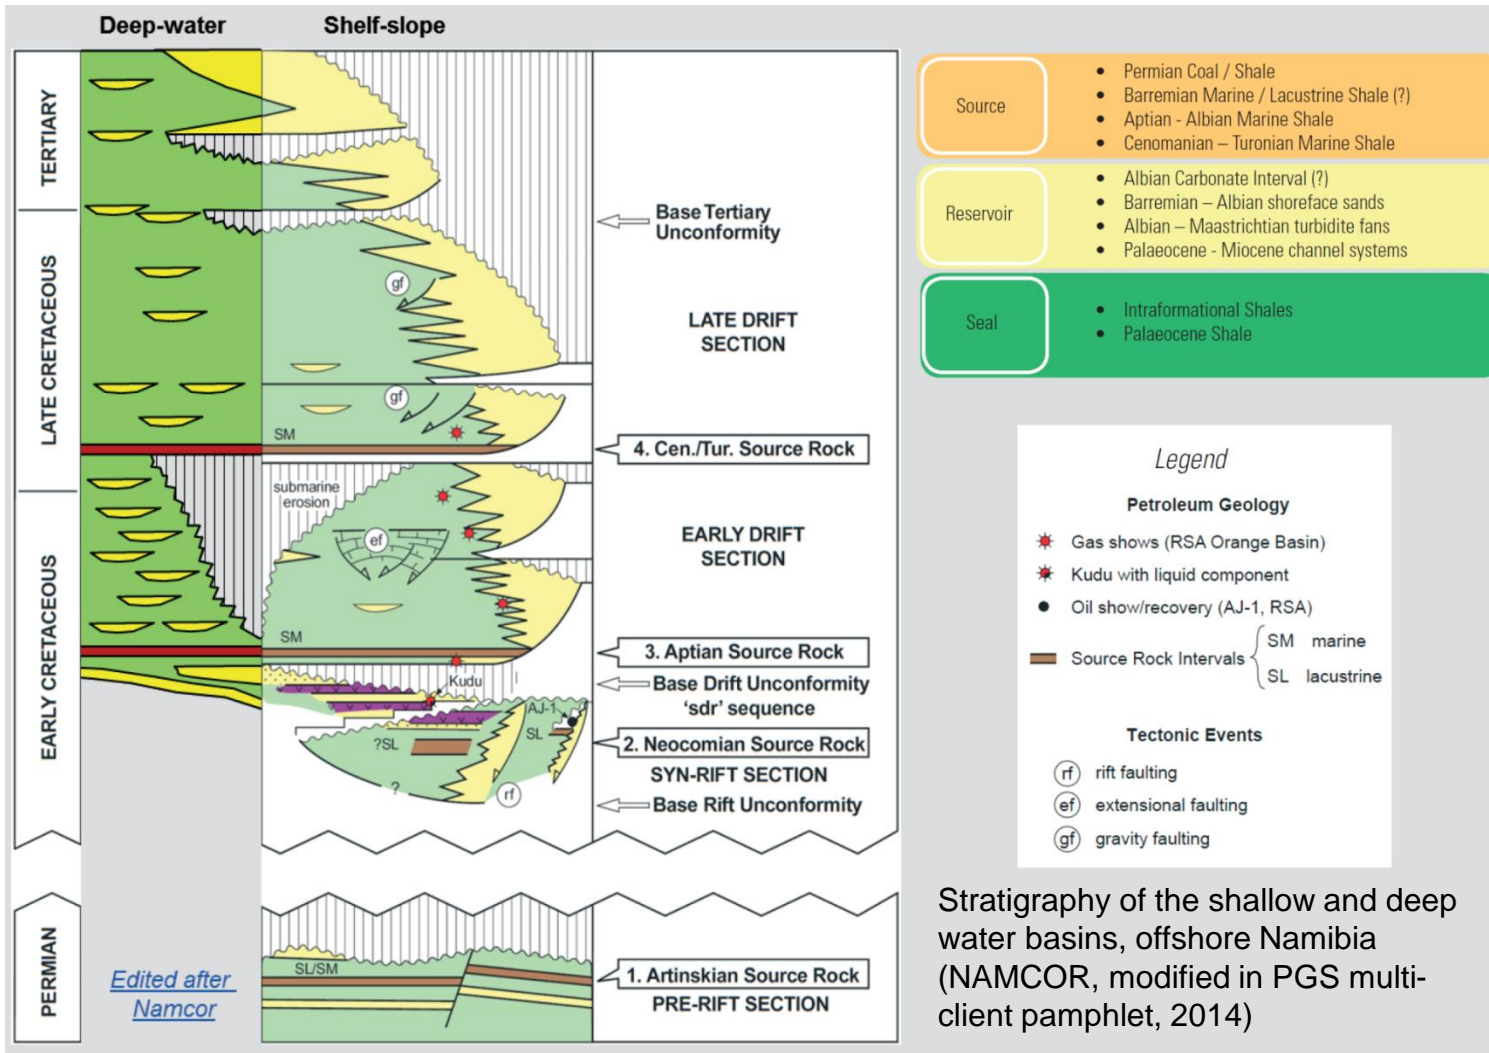 Deep-water
Shelf-slope
TERTIARY
LATE CRETACEOUS
EARLY CRETACEOUS
PERMIAN
gf
gf
SM
submarine
erosion
ef
SM
Kudu
AJ-1
?SL
SL
?
rf
SL/SM
Edited after
Namcor
Base Tertiary
Unconformity
LATE DRIFT
SECTION
4. Cen./Tur. Source Rock
EARLY DRIFT
SECTION
3. Aptian Source Rock
Base Drift Unconformity
'sdr' sequence
2. Neocomian Source Rock
SYN-RIFT SECTION
Base Rift Unconformity
1. Artinskian Source Rock
PRE-RIFT SECTION
Source
• Permian Coal / Shale
• Barremian Marine / Lacustrine Shale (?)
• Aptian - Albian Marine Shale
• Cenomanian – Turonian Marine Shale
Reservoir
• Albian Carbonate Interval (?)
• Barremian – Albian shoreface sands
• Albian – Maastrichtian turbidite fans
• Palaeocene - Miocene channel systems
Seal
• Intraformational Shales
• Palaeocene Shale
Legend
Petroleum Geology
Gas shows (RSA Orange Basin)
Kudu with liquid component
Oil show/recovery (AJ-1, RSA)
Source Rock Intervals
SM marine
SL lacustrine
Tectonic Events
rf rift faulting
ef extensional faulting
gf gravity faulting
Stratigraphy of the shallow and deep
water basins, offshore Namibia
(NAMCOR, modified in PGS multi-
client pamphlet, 2014)